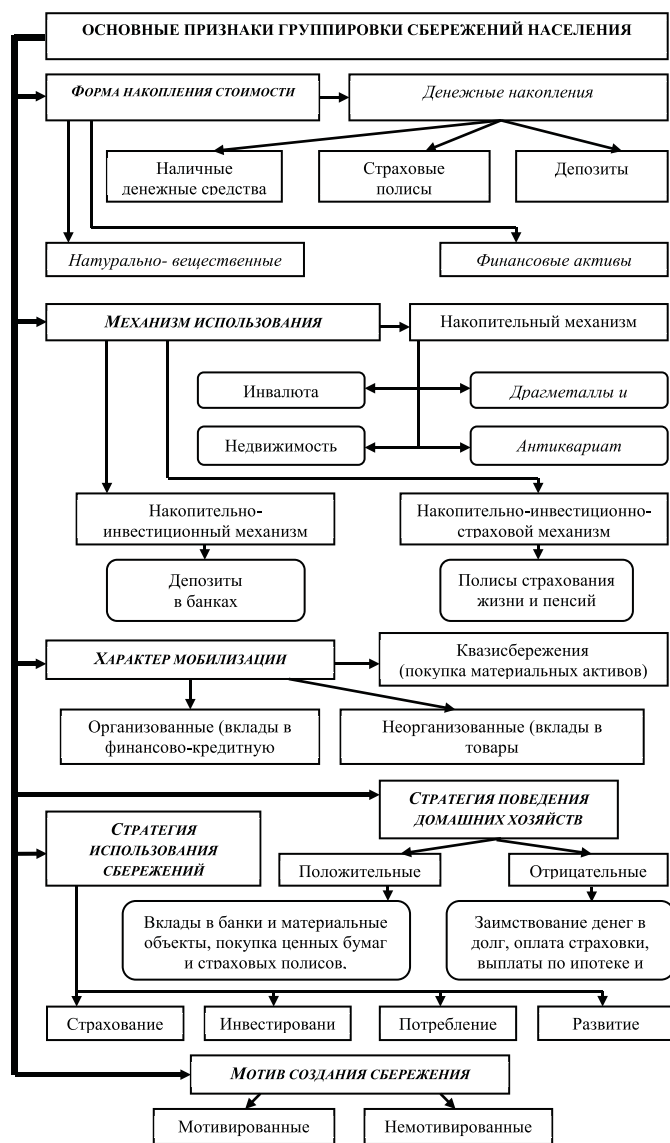 ОСНОВНЫЕ ПРИЗНАКИ ГРУППИРОВКИ СБЕРЕЖЕНИЙ НАСЕЛЕНИЯ
ФОРМА НАКОПЛЕНИЯ СТОИМОСТИ
Денежные накопления
Наличные
денежные средства
Страховые
полисы
Депозиты
Натурально- вещественные
Финансовые активы
МЕХАНИЗМ ИСПОЛЬЗОВАНИЯ
Накопительный механизм
Инвалюта
Драгметаллы и
Недвижимость
Антиквариат
Накопительно-
инвестиционный механизм
Накопительно-инвестиционно-
страховой механизм
Депозиты
в банках
Полисы страхования
жизни и пенсий
ХАРАКТЕР МОБИЛИЗАЦИИ
Квазисбережения
(покупка материальных активов)
Организованные (вклады в
финансово-кредитную
Неорганизованные (вклады в
товары
СТРАТЕГИЯ ПОВЕДЕНИЯ
ДОМАШНИХ ХОЗЯЙСТВ
СТРАТЕГИЯ
ИСПОЛЬЗОВАНИЯ
СБЕРЕЖЕНИЙ
Положительные
Отрицательные
Вклады в банки и материальные
объекты, покупка ценных бумаг
и страховых полисов,
Заимствование денег в
долг, оплата страховки,
выплаты по ипотеке и
Страхование
Инвестировани
Потребление
Развитие
МОТИВ СОЗДАНИЯ СБЕРЕЖЕНИЯ
Мотивированные
Немотивированные